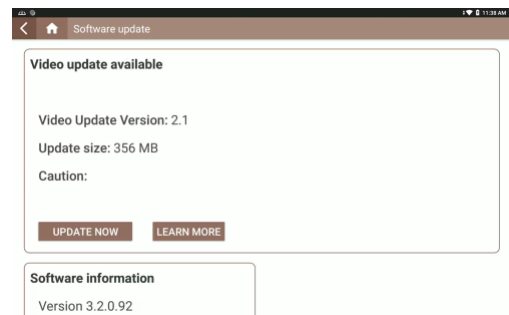 11:38 AM
Software update
Video update available
Video Update Version: 2.1
Update size: 356 MB
Caution:
UPDATE NOW LEARN MORE
Software information
Version 3.2.0.92